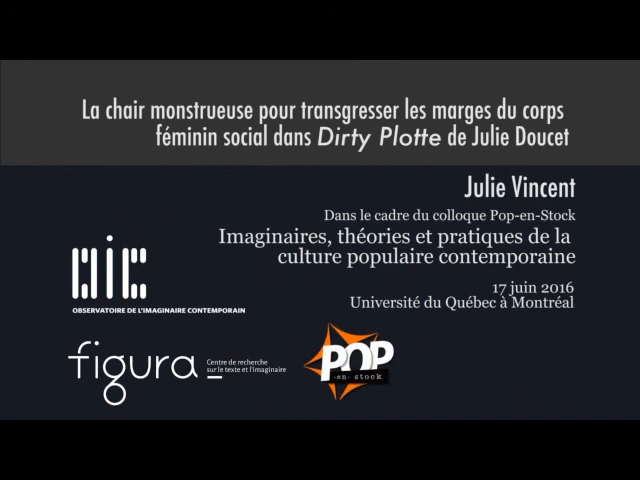 La chair monstrueuse pour transgresser les marges du corps
féminin social dans Dirty Plotte de Julie Doucet
Julie Vincent
Dans le cadre du colloque Pop-en-Stock
Imaginaires, théories et pratiques de la
culture populaire contemporaine
17 juin 2016
Université du Québec à Montréal
oic
OBSERVATOIRE DE L'IMAGINAIRE CONTEMPORAIN
figura_
Centre de recherche
sur le texte et l'imaginaire
POP
-en- stock